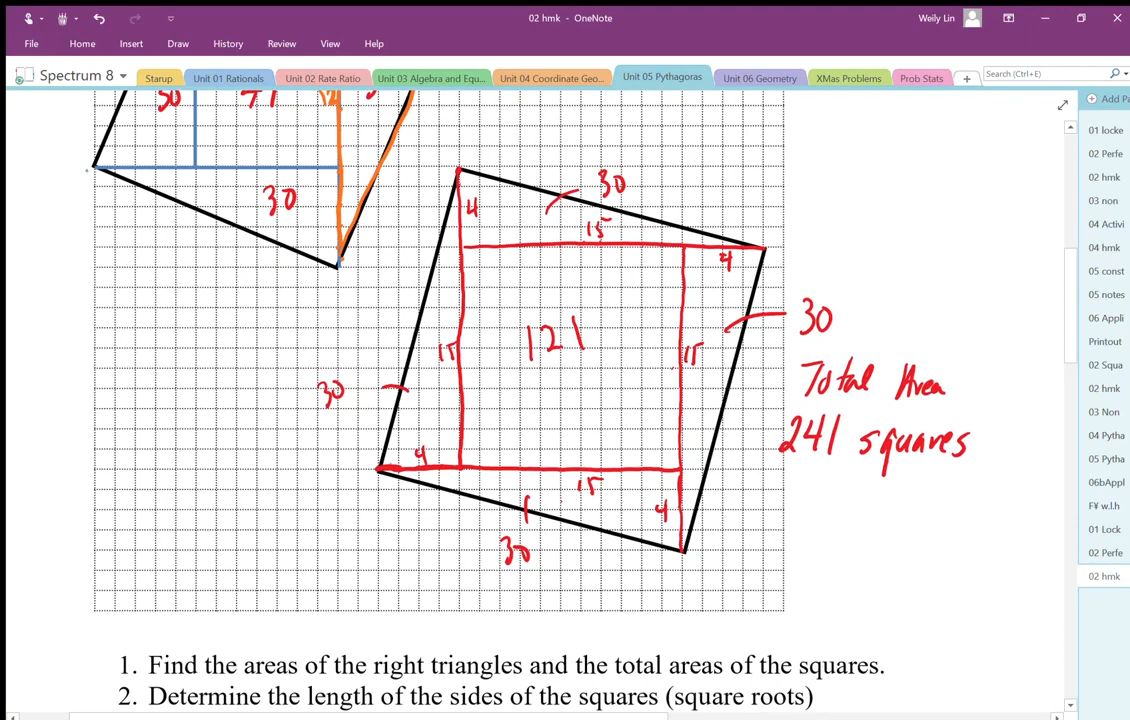 02 hmk - OneNote
Weily Lin
File Home Insert Draw History Review View Help
Spectrum 8
Starup
Unit 01 Rationals
Unit 02 Rate Ratio
Unit 03 Algebra and Equ...
Unit 04 Coordinate Geo...
Unit 05 Pythagoras
Unit 06 Geometry
XMas Problems
Prob Stats
Search (Ctrl+E)
Add Pa
01 locke
02 Perfe
02 hmk
03 non
04 Activi
04 hmk
05 const
05 notes
06 Appli
Printout
02 Squa
02 hmk
03 Non
04 Pytha
05 Pytha
06bAppl
F¥ w.l.h
01 Lock
02 Perfe
02 hmk
30
30
30
4
15
4
121
15
15
30
30
4
15
4
30
Total Area
241 squares
1. Find the areas of the right triangles and the total areas of the squares.
2. Determine the length of the sides of the squares (square roots)